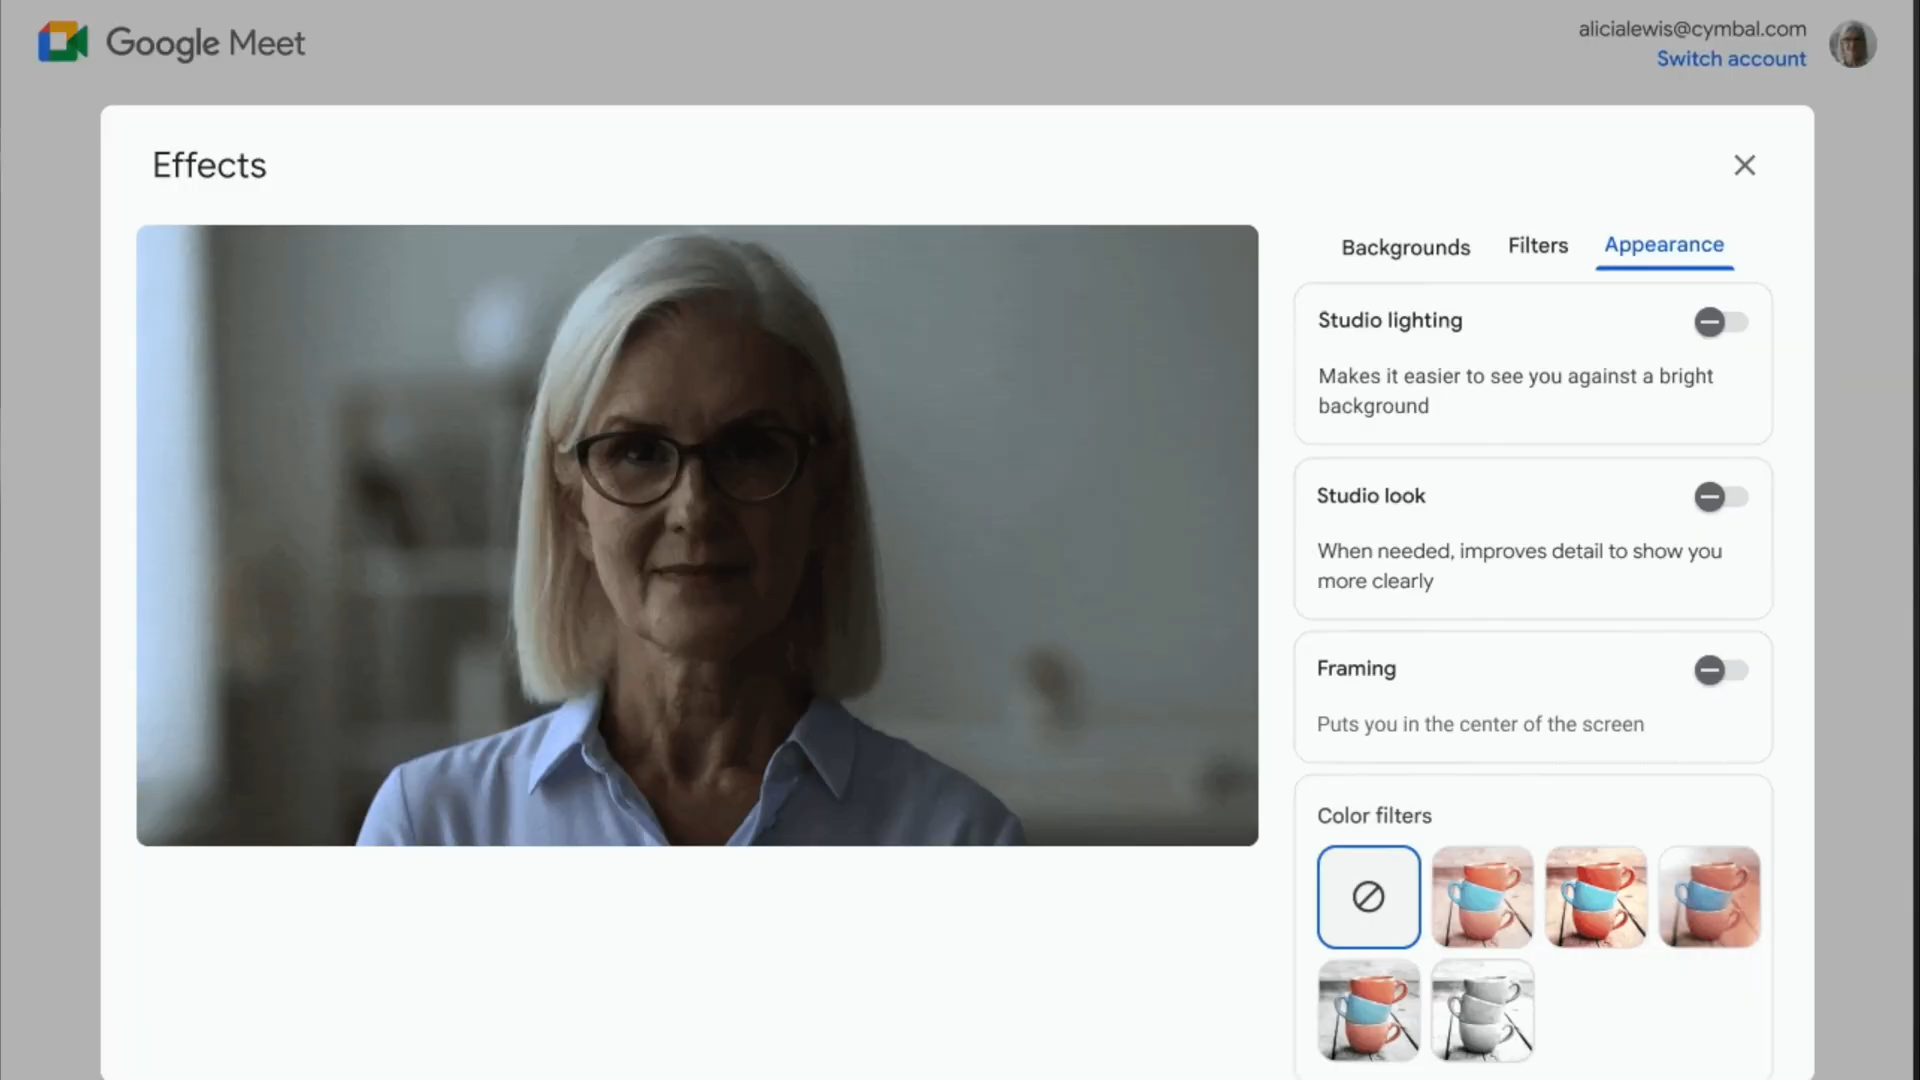 Google Meet
alicialewis@cymbal.com
Switch account
Effects
Backgrounds Filters Appearance
Studio lighting
Makes it easier to see you against a bright
background
Studio look
When needed, improves detail to show you
more clearly
Framing
Puts you in the center of the screen
Color filters